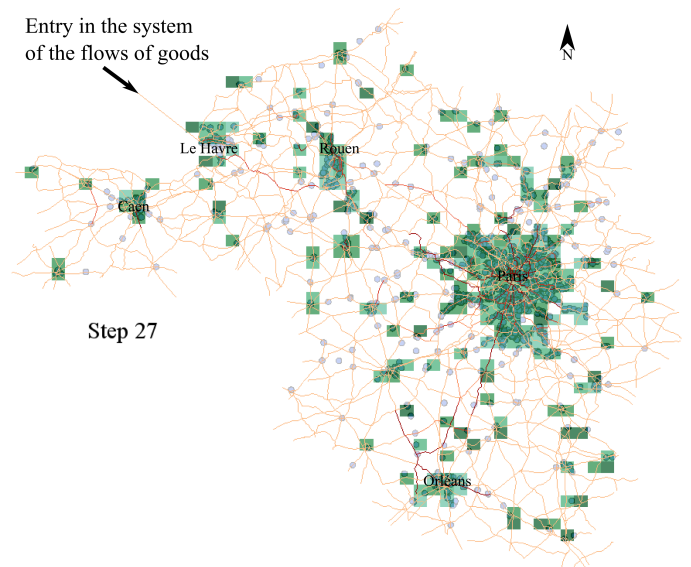 Entry in the system
of the flows of goods
N
Le Havre
Rouen
Caen
Paris
Step 27
Orléans